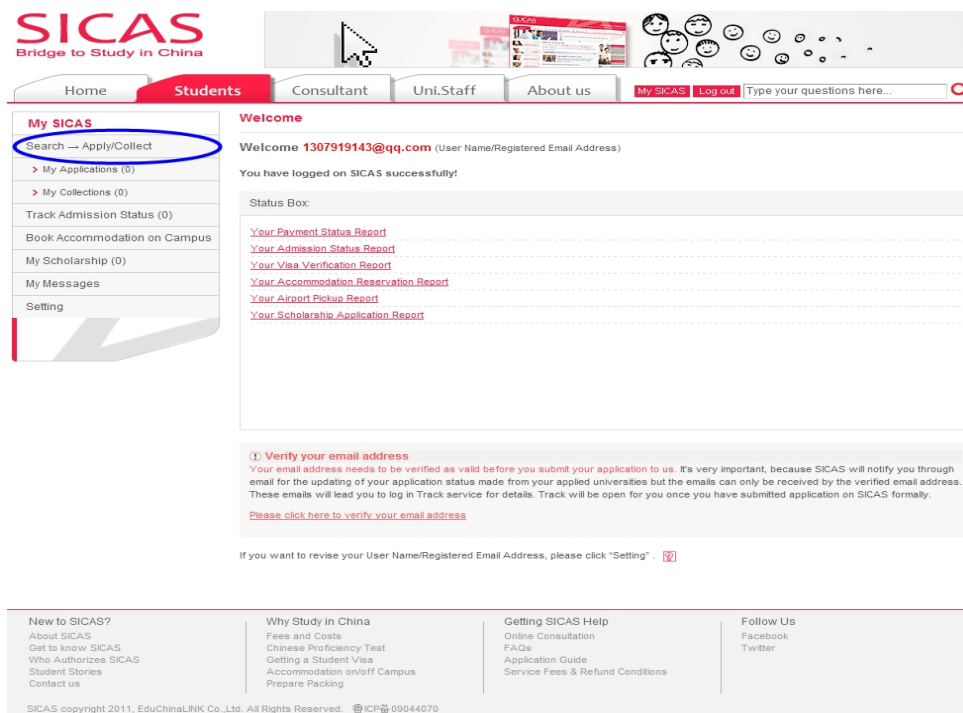 SICAS
Bridge to Study in China
Home
Students
Consultant
Uni.Staff
About us
My SICAS
Log out
Type your questions here...
My SICAS
Search → Apply/Collect
> My Applications (0)
> My Collections (0)
Track Admission Status (0)
Book Accommodation on Campus
My Scholarship (0)
My Messages
Setting
Welcome
Welcome 1307919143@qq.com (User Name/Registered Email Address)
You have logged on SICAS successfully!
Status Box:
Your Payment Status Report
Your Admission Status Report
Your Visa Verification Report
Your Accommodation Reservation Report
Your Airport Pickup Report
Your Scholarship Application Report
Verify your email address
Your email address needs to be verified as valid before you submit your application to us. It's very important, because SICAS will notify you through
email for the updating of your application status made from your applied universities but the emails can only be received by the verified email address.
These emails will lead you to log in Track service for details. Track will be open for you once you have submitted application on SICAS formally.
Please click here to verify your email address
If you want to revise your User Name/Registered Email Address, please click "Setting" .
New to SICAS?
About SICAS
Get to know SICAS
Who Authorizes SICAS
Student Stories
Contact us
Why Study in China
Fees and Costs
Chinese Proficiency Test
Getting a Student Visa
Accommodation on/off Campus
Prepare Packing
Getting SICAS Help
Online Consultation
FAQs
Application Guide
Service Fees & Refund Conditions
Follow Us
Facebook
Twitter
SICAS copyright 2011, EduChinaLINK Co.,Ltd. All Rights Reserved. ICP备09044070